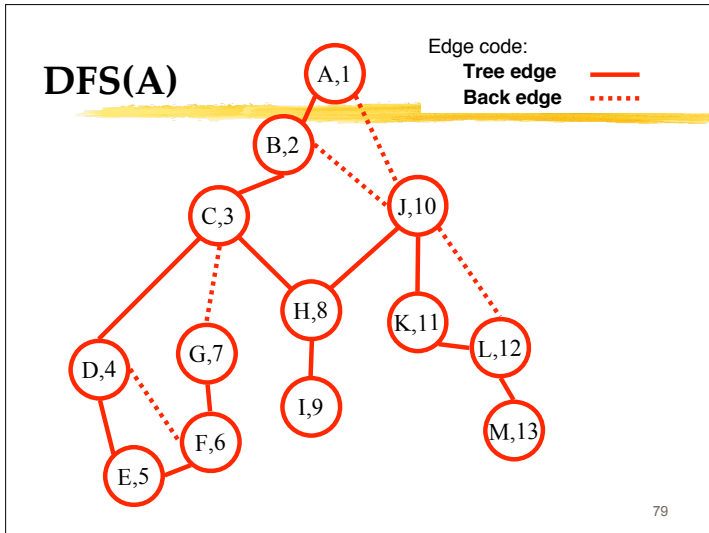 DFS(A)
Edge code:
Tree edge
Back edge
A,1
B,2
C,3
J,10
H,8
K,11
L,12
G,7
D,4
I,9
M,13
F,6
E,5
79